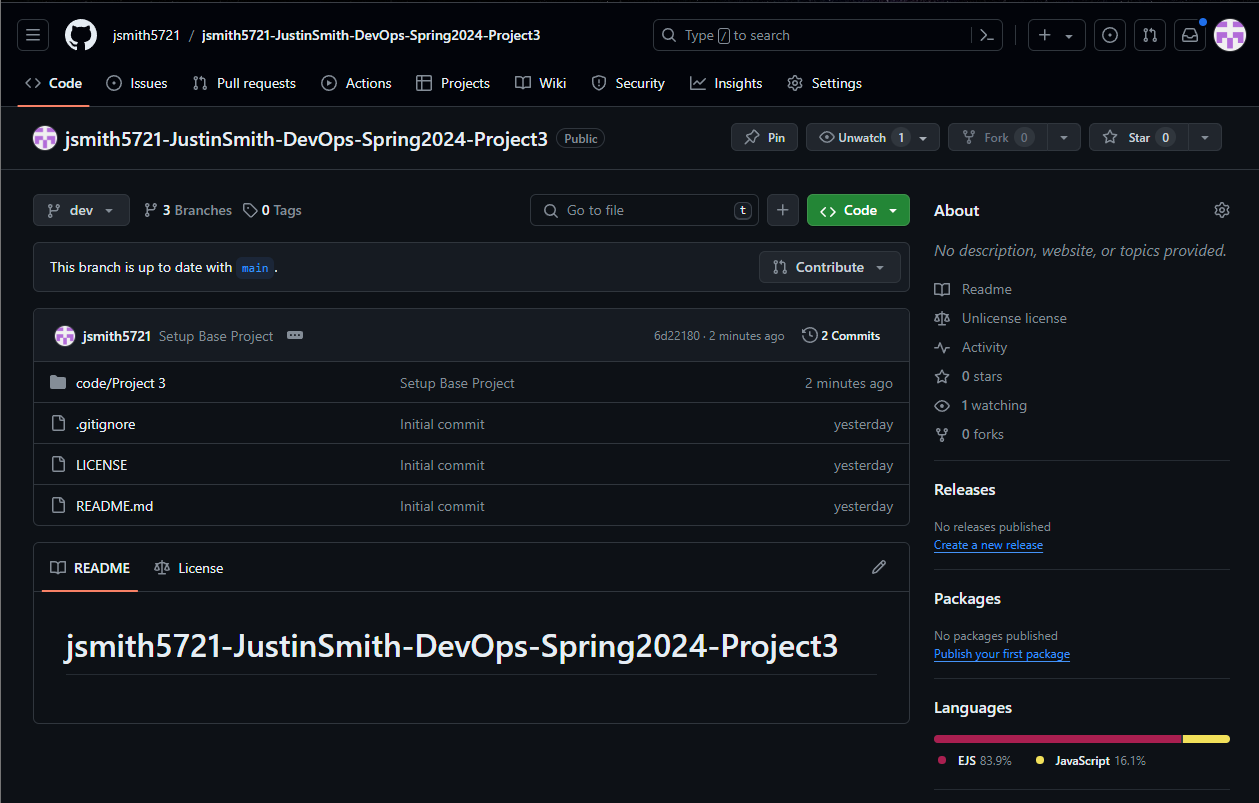 jsmith5721 / jsmith5721-JustinSmith-DevOps-Spring2024-Project3
Type / to search
Code Issues Pull requests Actions Projects Wiki Security Insights Settings
jsmith5721-JustinSmith-DevOps-Spring2024-Project3 Public
Pin Unwatch 1 Fork 0 Star 0
dev 3 Branches 0 Tags Go to file t Code
This branch is up to date with main .
Contribute
jsmith5721 Setup Base Project 6d22180 · 2 minutes ago 2 Commits
code/Project 3 Setup Base Project 2 minutes ago
.gitignore Initial commit yesterday
LICENSE Initial commit yesterday
README.md Initial commit yesterday
README License
jsmith5721-JustinSmith-DevOps-Spring2024-Project3
About
No description, website, or topics provided.
Readme
Unlicense license
Activity
0 stars
1 watching
0 forks
Releases
No releases published
Create a new release
Packages
No packages published
Publish your first package
Languages
EJS 83.9% JavaScript 16.1%